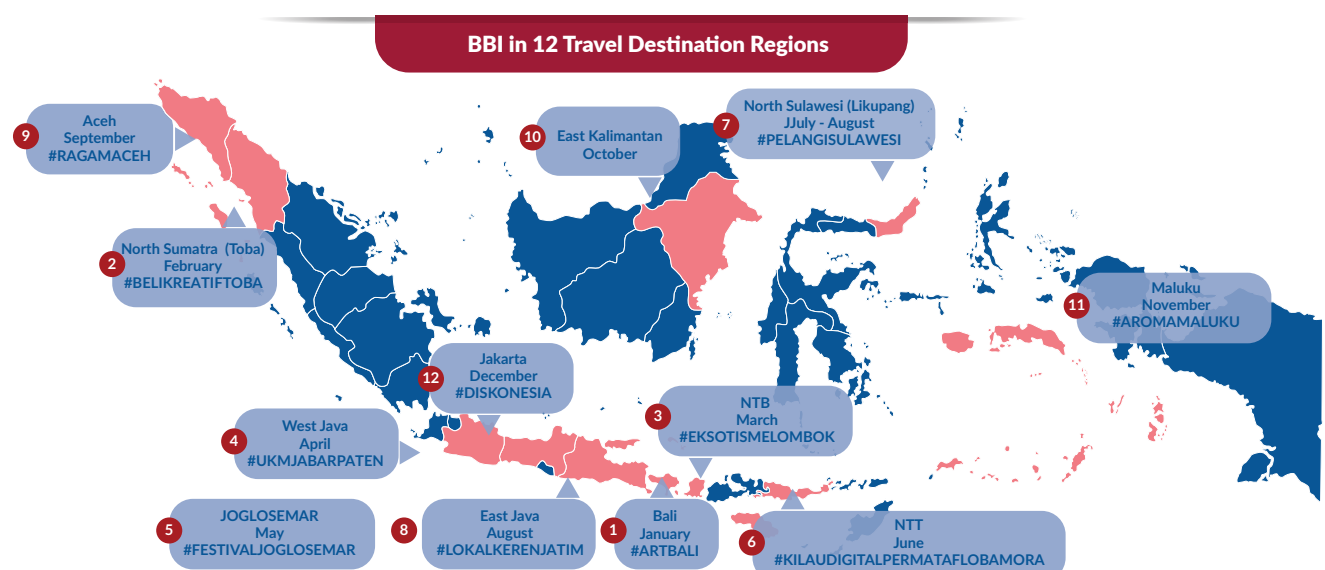 BBI in 12 Travel Destination Regions
9
Aceh
September
#RAGAMACEH
10
East Kalimantan
October
7
North Sulawesi (Likupang)
JJuly - August
#PELANGISULAWESI
2
North Sumatra (Toba)
February
#BELIKREATIFTOBA
11
Maluku
November
#AROMAMALUKU
12
Jakarta
December
#DISKONESIA
3
NTB
March
#EKSOTISMELOMBOK
4
West Java
April
#UKMJABARPATEN
5
JOGLOSEMAR
May
#FESTIVALJOGLOSEMAR
8
East Java
August
#LOKALKERENJATIM
1
Bali
January
#ARTBALI
6
NTT
June
#KILAUDIGITALPERMATAFLOBAMORA